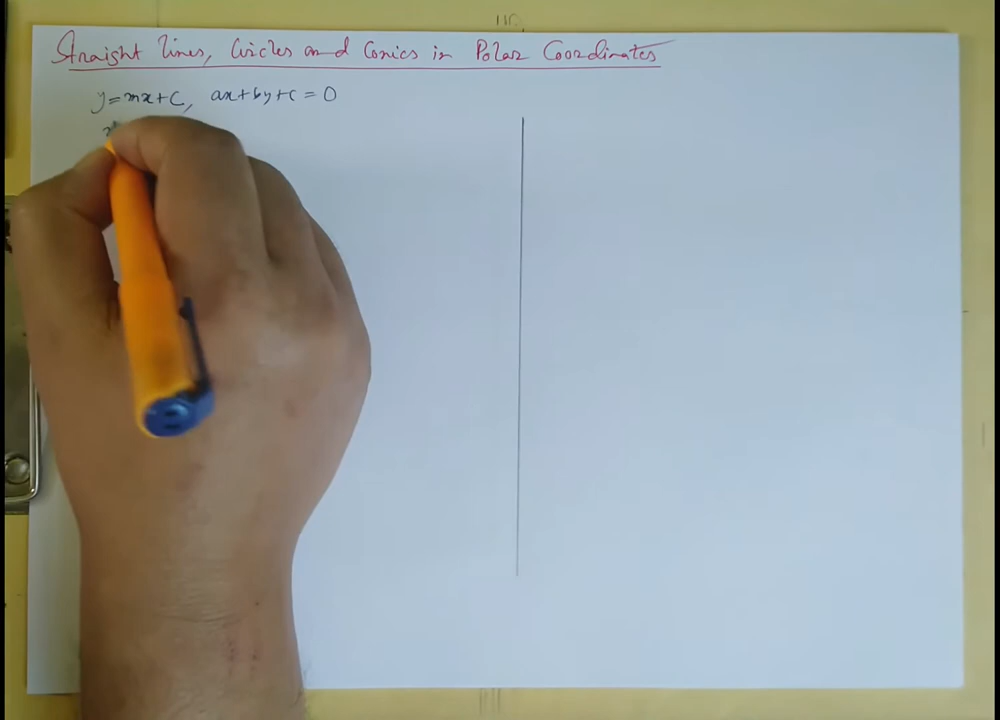 Straight lines, Circles and Conics in Polar Coordinates
y=mx+c, ax+by+c=0